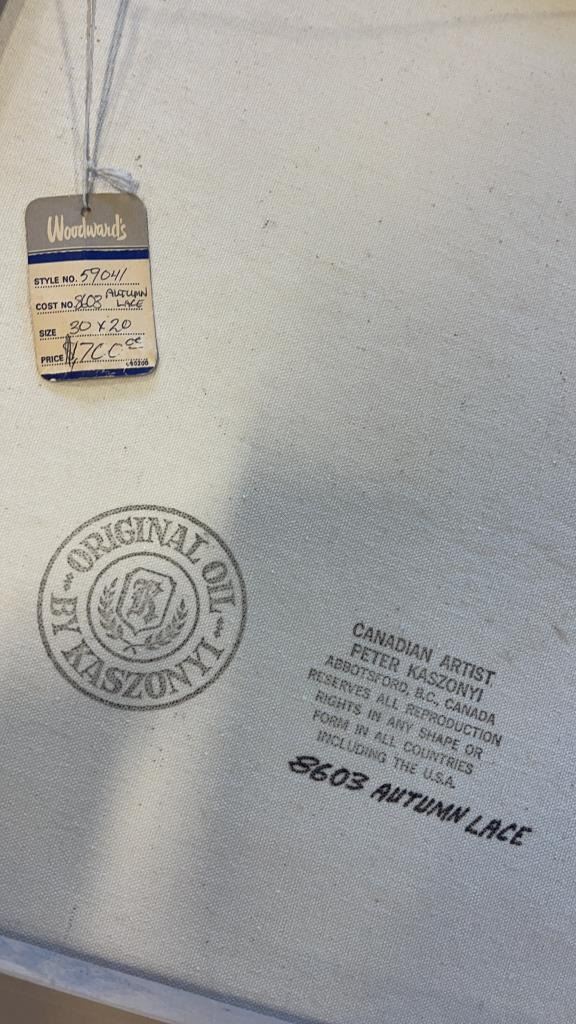 Woodward's
STYLE NO. 59041
COST NO. 8603 AUTUMN LACE
SIZE 30 x 20
PRICE $1700 00
L90200
ORIGINAL OIL
BY KASZONYI
K
CANADIAN ARTIST
PETER KASZONYI
ABBOTSFORD, B.C. CANADA
RESERVES ALL REPRODUCTION
RIGHTS IN ANY SHAPE OR
FORM IN ALL COUNTRIES
INCLUDING THE U.S.A.
8603 AUTUMN LACE